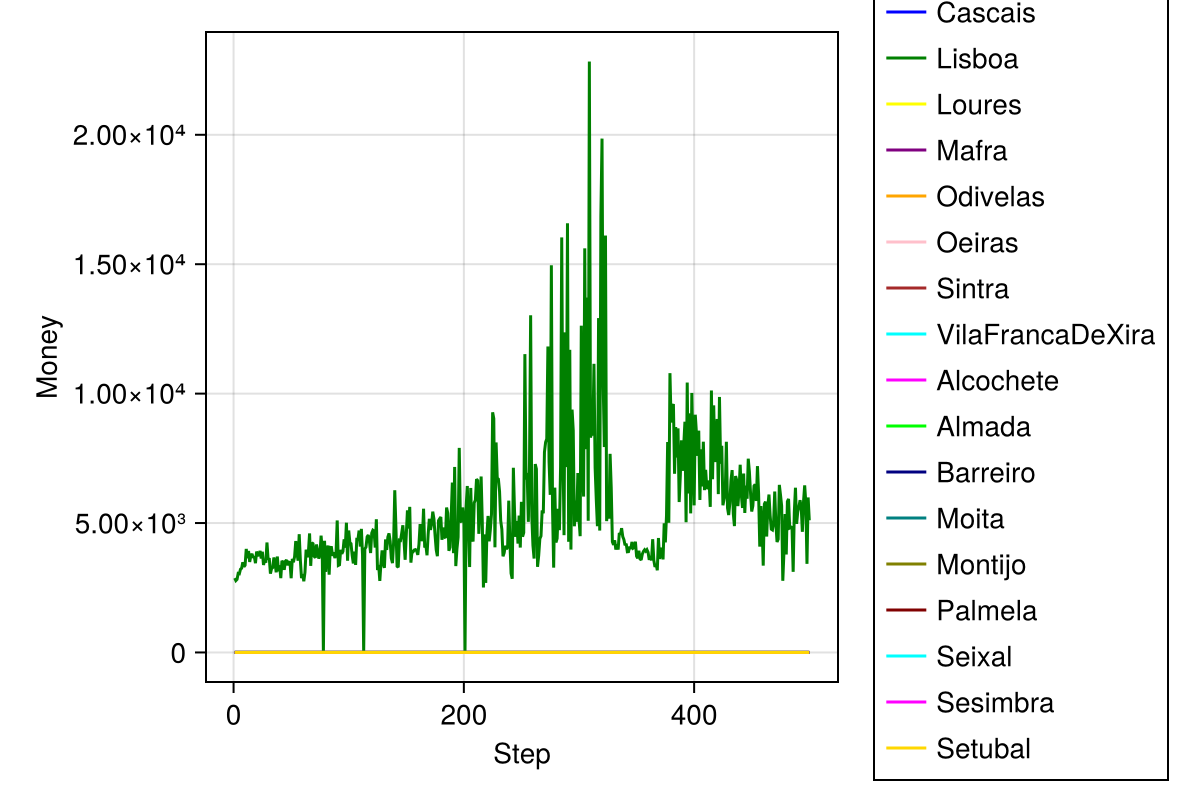 Cascais
Lisboa
Loures
Mafra
Odivelas
Oeiras
Sintra
VilaFrancaDeXira
Alcochete
Almada
Barreiro
Moita
Montijo
Palmela
Seixal
Sesimbra
Setubal
Money
2.00×10⁴
1.50×10⁴
1.00×10⁴
5.00×10³
0
0 200 400
Step